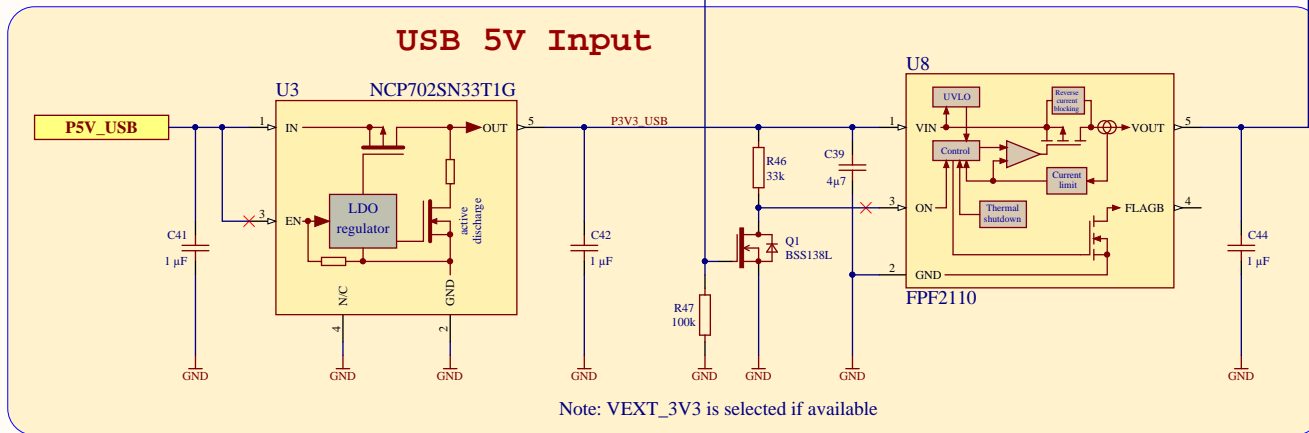 USB 5V Input
U3
NCP702SN33T1G
P5V_USB
1
IN
OUT
5
P3V3_USB
3
EN
LDO
regulator
active
discharge
N/C
GND
4
2
C41
1 µF
C42
1 µF
R46
33k
C39
4µ7
Q1
BSS138L
R47
100k
U8
UVLO
Reverse
current
blocking
1
VIN
VOUT
5
Control
Current
limit
3
ON
Thermal
shutdown
FLAGB
4
2
GND
FPF2110
C44
1 µF
GND
GND
GND
GND
GND
GND
GND
GND
Note: VEXT_3V3 is selected if available